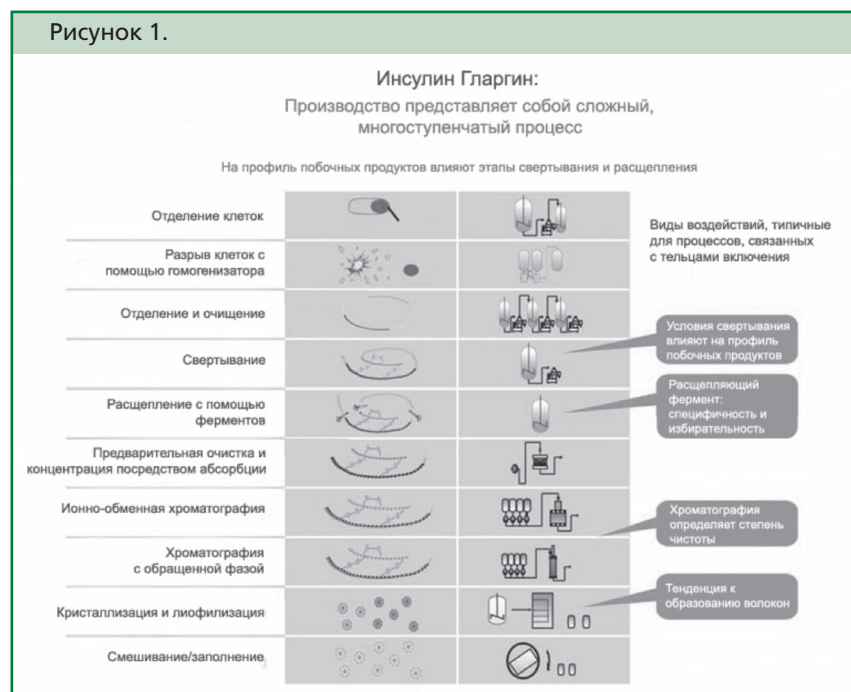 Рисунок 1.
Инсулин Гларгин:
Производство представляет собой сложный,
многоступенчатый процесс
На профиль побочных продуктов влияют этапы свертывания и расщепления
Отделение клеток
Разрыв клеток с
помощью гомогенизатора
Отделение и очищение
Свертывание
Расщепление с помощью
ферментов
Предварительная очистка и
концентрация посредством абсорбции
Ионно-обменная хроматография
Хроматография
с обращенной фазой
Кристаллизация и лиофилизация
Смешивание/заполнение
Виды воздействий, типичные
для процессов, связанных
с тельцами включения
Условия свертывания
влияют на профиль
побочных продуктов
Расщепляющий
фермент:
специфичность и
избирательность
Хроматография
определяет степень
чистоты
Тенденция к
образованию волокон